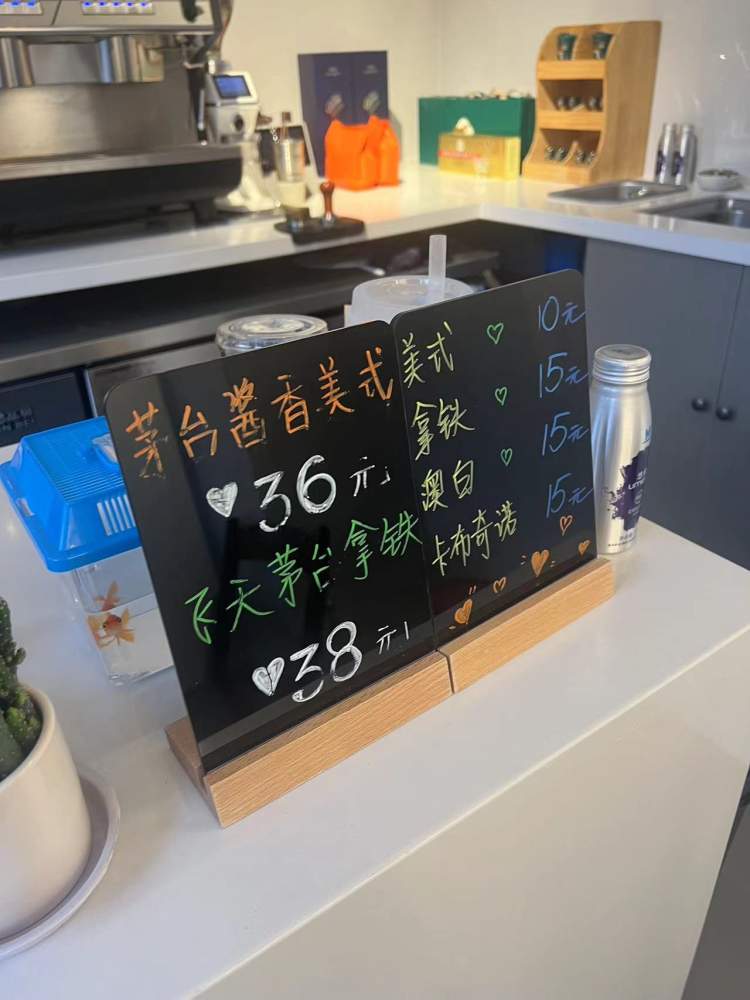 茅台酱香美式
36元
飞天茅台拿铁
38元
美式 10元
拿铁 15元
澳白 15元
卡布奇诺 15元